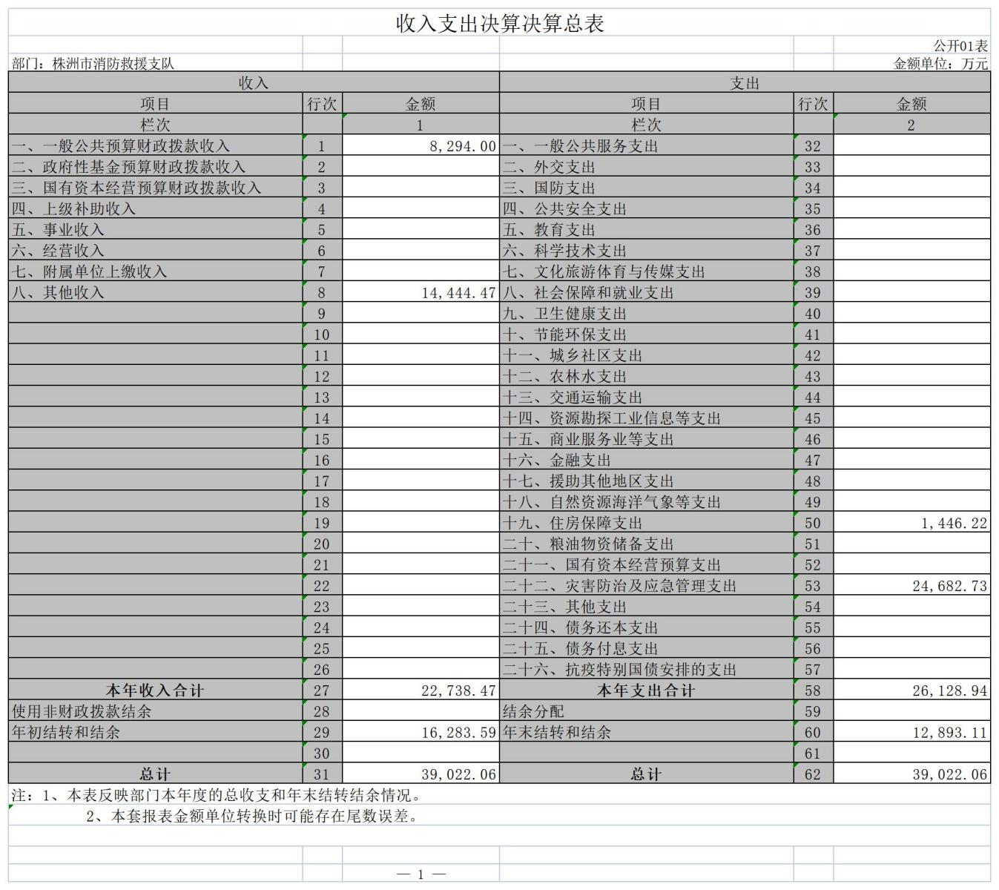 收入支出决算决算总表
公开01表
部门：株洲市消防救援支队 金额单位：万元
收入 支出
项目 行次 金额 项目 行次 金额
栏次 1 栏次 2
一、一般公共预算财政拨款收入 1 8,294.00 一、一般公共服务支出 32
二、政府性基金预算财政拨款收入 2 二、外交支出 33
三、国有资本经营预算财政拨款收入 3 三、国防支出 34
四、上级补助收入 4 四、公共安全支出 35
五、事业收入 5 五、教育支出 36
六、经营收入 6 六、科学技术支出 37
七、附属单位上缴收入 7 七、文化旅游体育与传媒支出 38
八、其他收入 8 14,444.47 八、社会保障和就业支出 39
9 九、卫生健康支出 40
10 十、节能环保支出 41
11 十一、城乡社区支出 42
12 十二、农林水支出 43
13 十三、交通运输支出 44
14 十四、资源勘探工业信息等支出 45
15 十五、商业服务业等支出 46
16 十六、金融支出 47
17 十七、援助其他地区支出 48
18 十八、自然资源海洋气象等支出 49
19 十九、住房保障支出 50 1,446.22
20 二十、粮油物资储备支出 51
21 二十一、国有资本经营预算支出 52
22 二十二、灾害防治及应急管理支出 53 24,682.73
23 二十三、其他支出 54
24 二十四、债务还本支出 55
25 二十五、债务付息支出 56
26 二十六、抗疫特别国债安排的支出 57
本年收入合计 27 22,738.47 本年支出合计 58 26,128.94
使用非财政拨款结余 28 结余分配 59
年初结转和结余 29 16,283.59 年末结转和结余 60 12,893.11
30 61
总计 31 39,022.06 总计 62 39,022.06
注：1、本表反映部门本年度的总收支和年末结转结余情况。
2、本套报表金额单位转换时可能存在尾数误差。
— 1 —